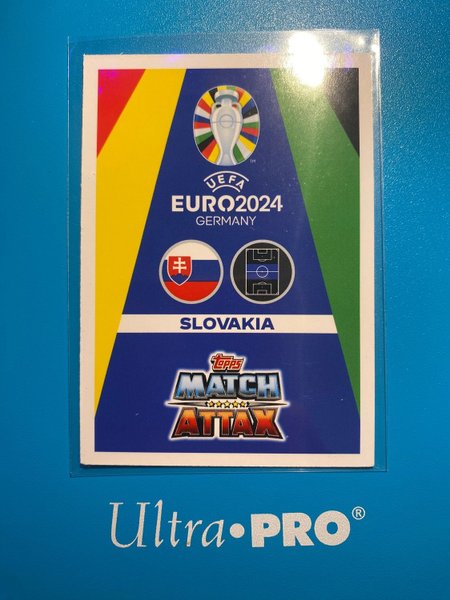 UEFA
EURO2024
GERMANY
SLOVAKIA
Topps
MATCH
ATTAX
Ultra•PRO®